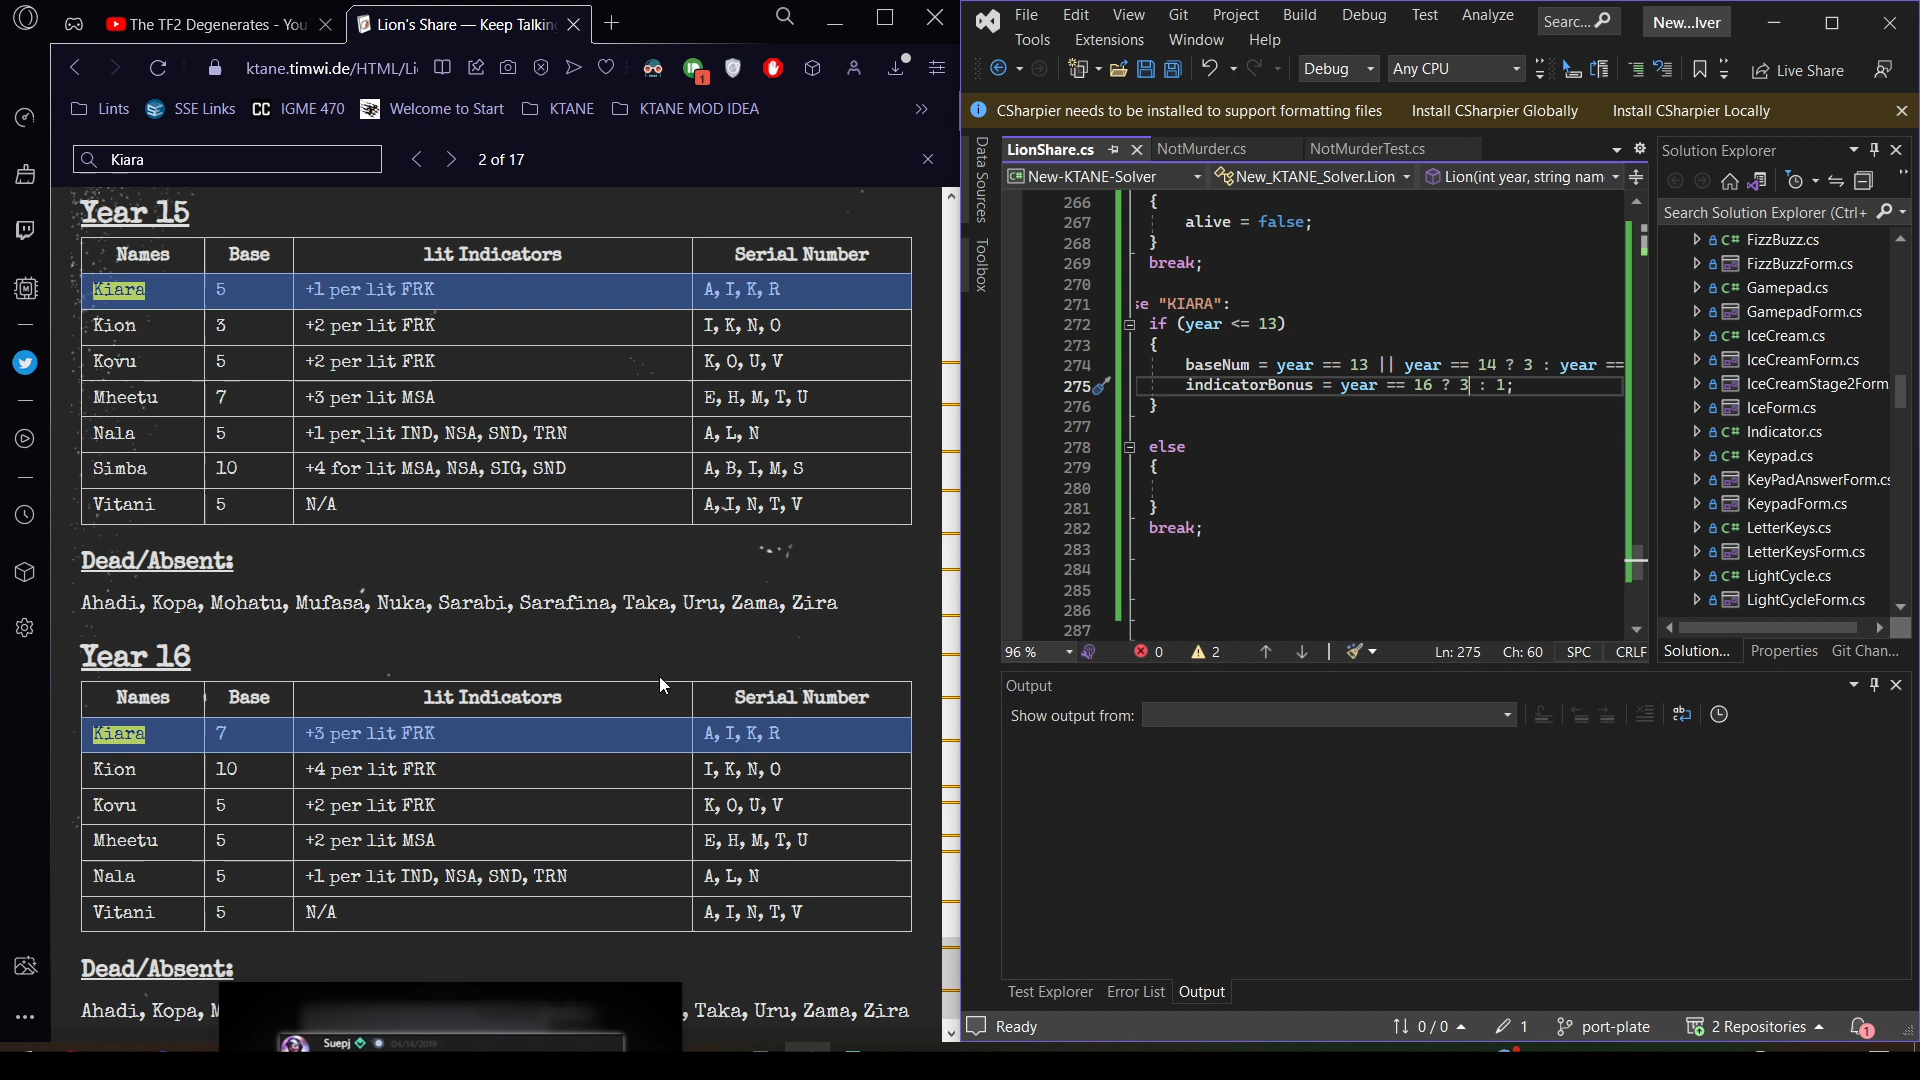 The TF2 Degenerates - You
Lion's Share — Keep Talkin
ktane.timwi.de/HTML/Li
1
Lints
SSE Links
CC IGME 470
Welcome to Start
KTANE
KTANE MOD IDEA
Kiara
2 of 17
Year 15
Names Base lit Indicators Serial Number
Kiara 5 +1 per lit FRK A, I, K, R
Kion 3 +2 per lit FRK I, K, N, O
Kovu 5 +2 per lit FRK K, O, U, V
Mheetu 7 +3 per lit MSA E, H, M, T, U
Nala 5 +1 per lit IND, NSA, SND, TRN A, L, N
Simba 10 +4 for lit MSA, NSA, SIG, SND A, B, I, M, S
Vitani 5 N/A A, I, N, T, V
Dead/Absent:
Ahadi, Kopa, Mohatu, Mufasa, Nuka, Sarabi, Sarafina, Taka, Uru, Zama, Zira
Year 16
Names Base lit Indicators Serial Number
Kiara 7 +3 per lit FRK A, I, K, R
Kion 10 +4 per lit FRK I, K, N, O
Kovu 5 +2 per lit FRK K, O, U, V
Mheetu 5 +2 per lit MSA E, H, M, T, U
Nala 5 +1 per lit IND, NSA, SND, TRN A, L, N
Vitani 5 N/A A, I, N, T, V
Dead/Absent:
Ahadi, Kopa, M , Taka, Uru, Zama, Zira
Suepj 04/14/2019
File Edit View Git Project Build Debug Test Analyze Searc... New...lver
Tools Extensions Window Help
Debug Any CPU Live Share
CSharpier needs to be installed to support formatting files Install CSharpier Globally Install CSharpier Locally
Data Sources
Toolbox
LionShare.cs NotMurder.cs NotMurderTest.cs
C# New-KTANE-Solver New_KTANE_Solver.Lion Lion(int year, string nam
266 {
267 alive = false;
268 }
269 break;
270
271 se "KIARA":
272 if (year <= 13)
273 {
274 baseNum = year == 13 || year == 14 ? 3 : year ==
275 indicatorBonus = year == 16 ? 3 : 1;
276 }
277
278 else
279 {
280
281 }
282 break;
283
284
285
286
287
96 % 0 2 Ln: 275 Ch: 60 SPC CRLF
Solution Explorer
Search Solution Explorer (Ctrl+
C# FizzBuzz.cs
FizzBuzzForm.cs
C# Gamepad.cs
GamepadForm.cs
C# IceCream.cs
IceCreamForm.cs
IceCreamStage2Form.
IceForm.cs
C# Indicator.cs
C# Keypad.cs
KeyPadAnswerForm.cs
KeypadForm.cs
C# LetterKeys.cs
LetterKeysForm.cs
C# LightCycle.cs
LightCycleForm.cs
Solution... Properties Git Chan...
Output
Show output from:
Test Explorer Error List Output
Ready 0 / 0 1 port-plate 2 Repositories 1